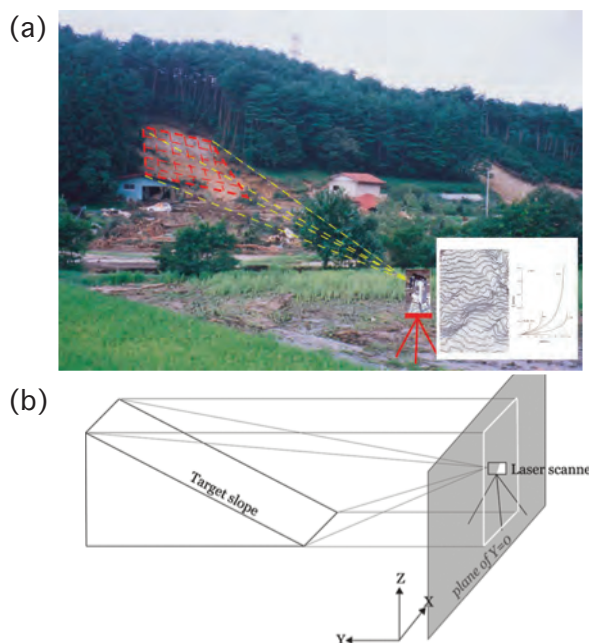 (a)
(b)
Target slope
Laser scanne
plane of Y=0
Z
X
Y